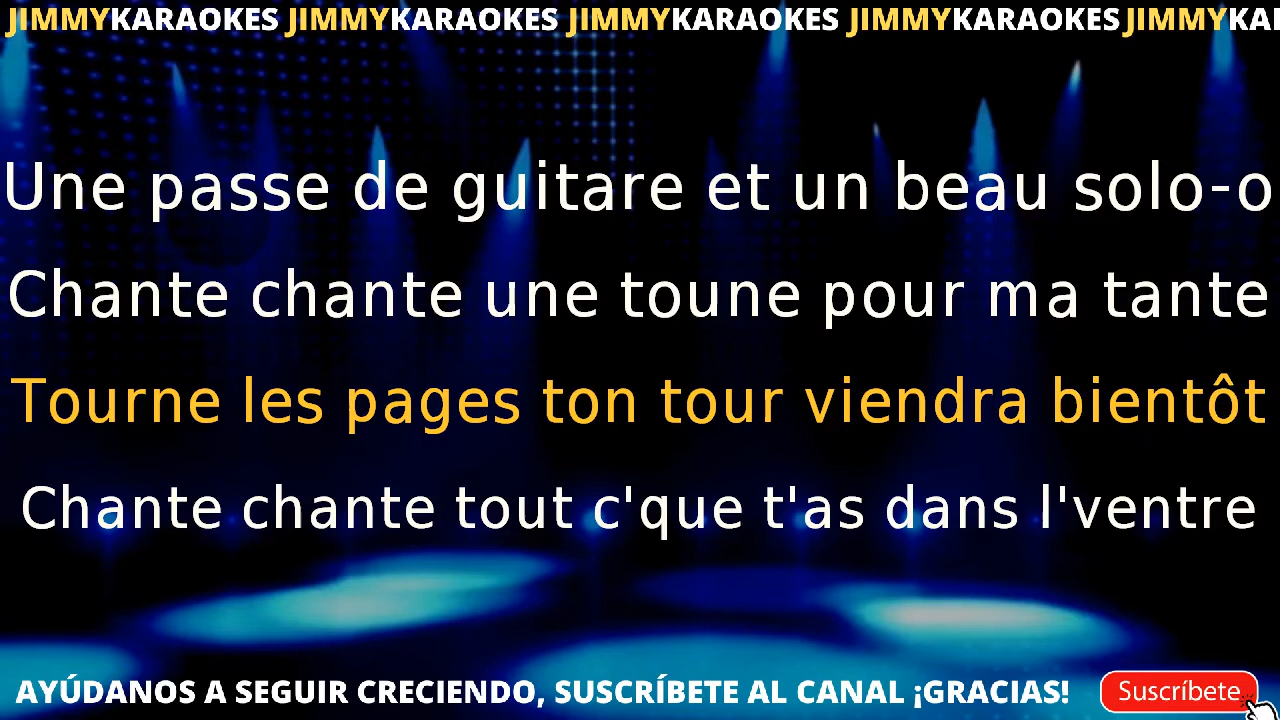 JIMMYKARAOKES JIMMYKARAOKES JIMMYKARAOKES JIMMYKARAOKES JIMMYKA
Une passe de guitare et un beau solo-o
Chante chante une toune pour ma tante
Tourne les pages ton tour viendra bientôt
Chante chante tout c'que t'as dans l'ventre
AYÚDANOS A SEGUIR CRECIENDO, SUSCRÍBETE AL CANAL ¡GRACIAS! Suscríbete